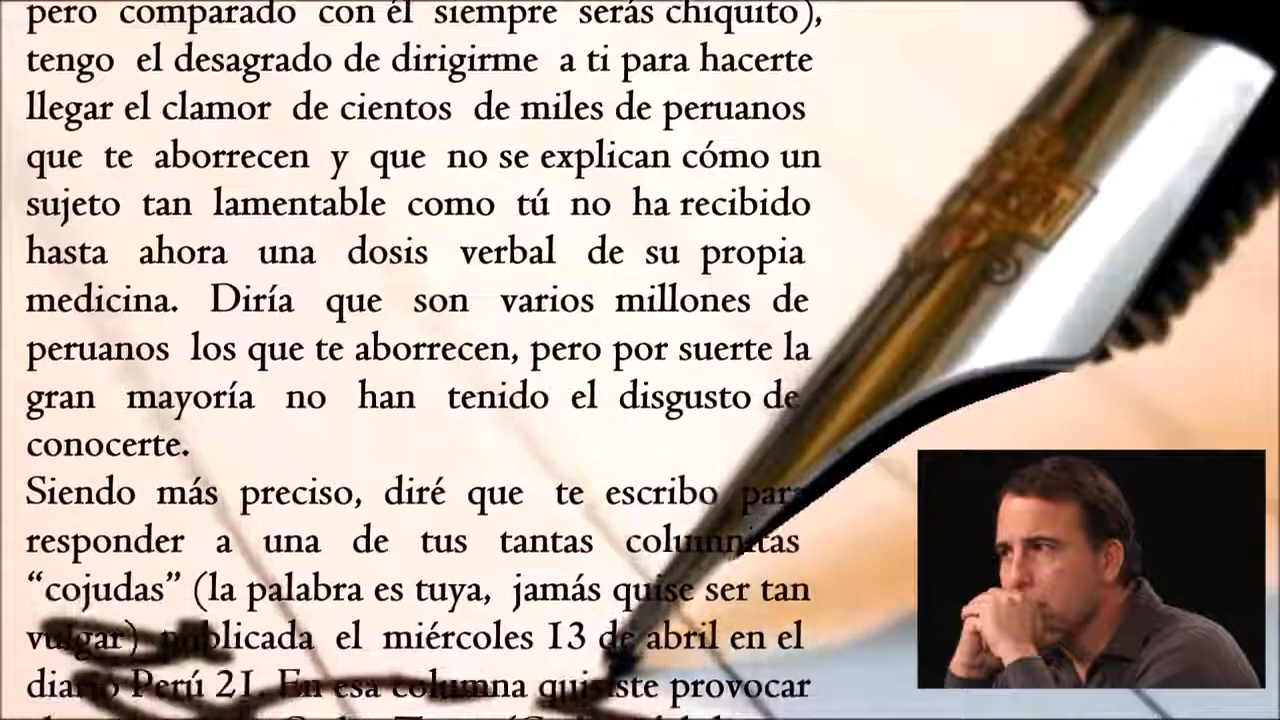 pero comparado con él siempre serás chiquito),
tengo el desagrado de dirigirme a ti para hacerte
llegar el clamor de cientos de miles de peruanos
que te aborrecen y que no se explican cómo un
sujeto tan lamentable como tú no ha recibido
hasta ahora una dosis verbal de su propia
medicina. Diría que son varios millones de
peruanos los que te aborrecen, pero por suerte la
gran mayoría no han tenido el disgusto de
conocerte.
Siendo más preciso, diré que te escribo para
responder a una de tus tantas columnitas
“cojudas” (la palabra es tuya, jamás quise ser tan
vulgar) publicada el miércoles 13 de abril en el
diario Perú 21. En esa columna quisiste provocar